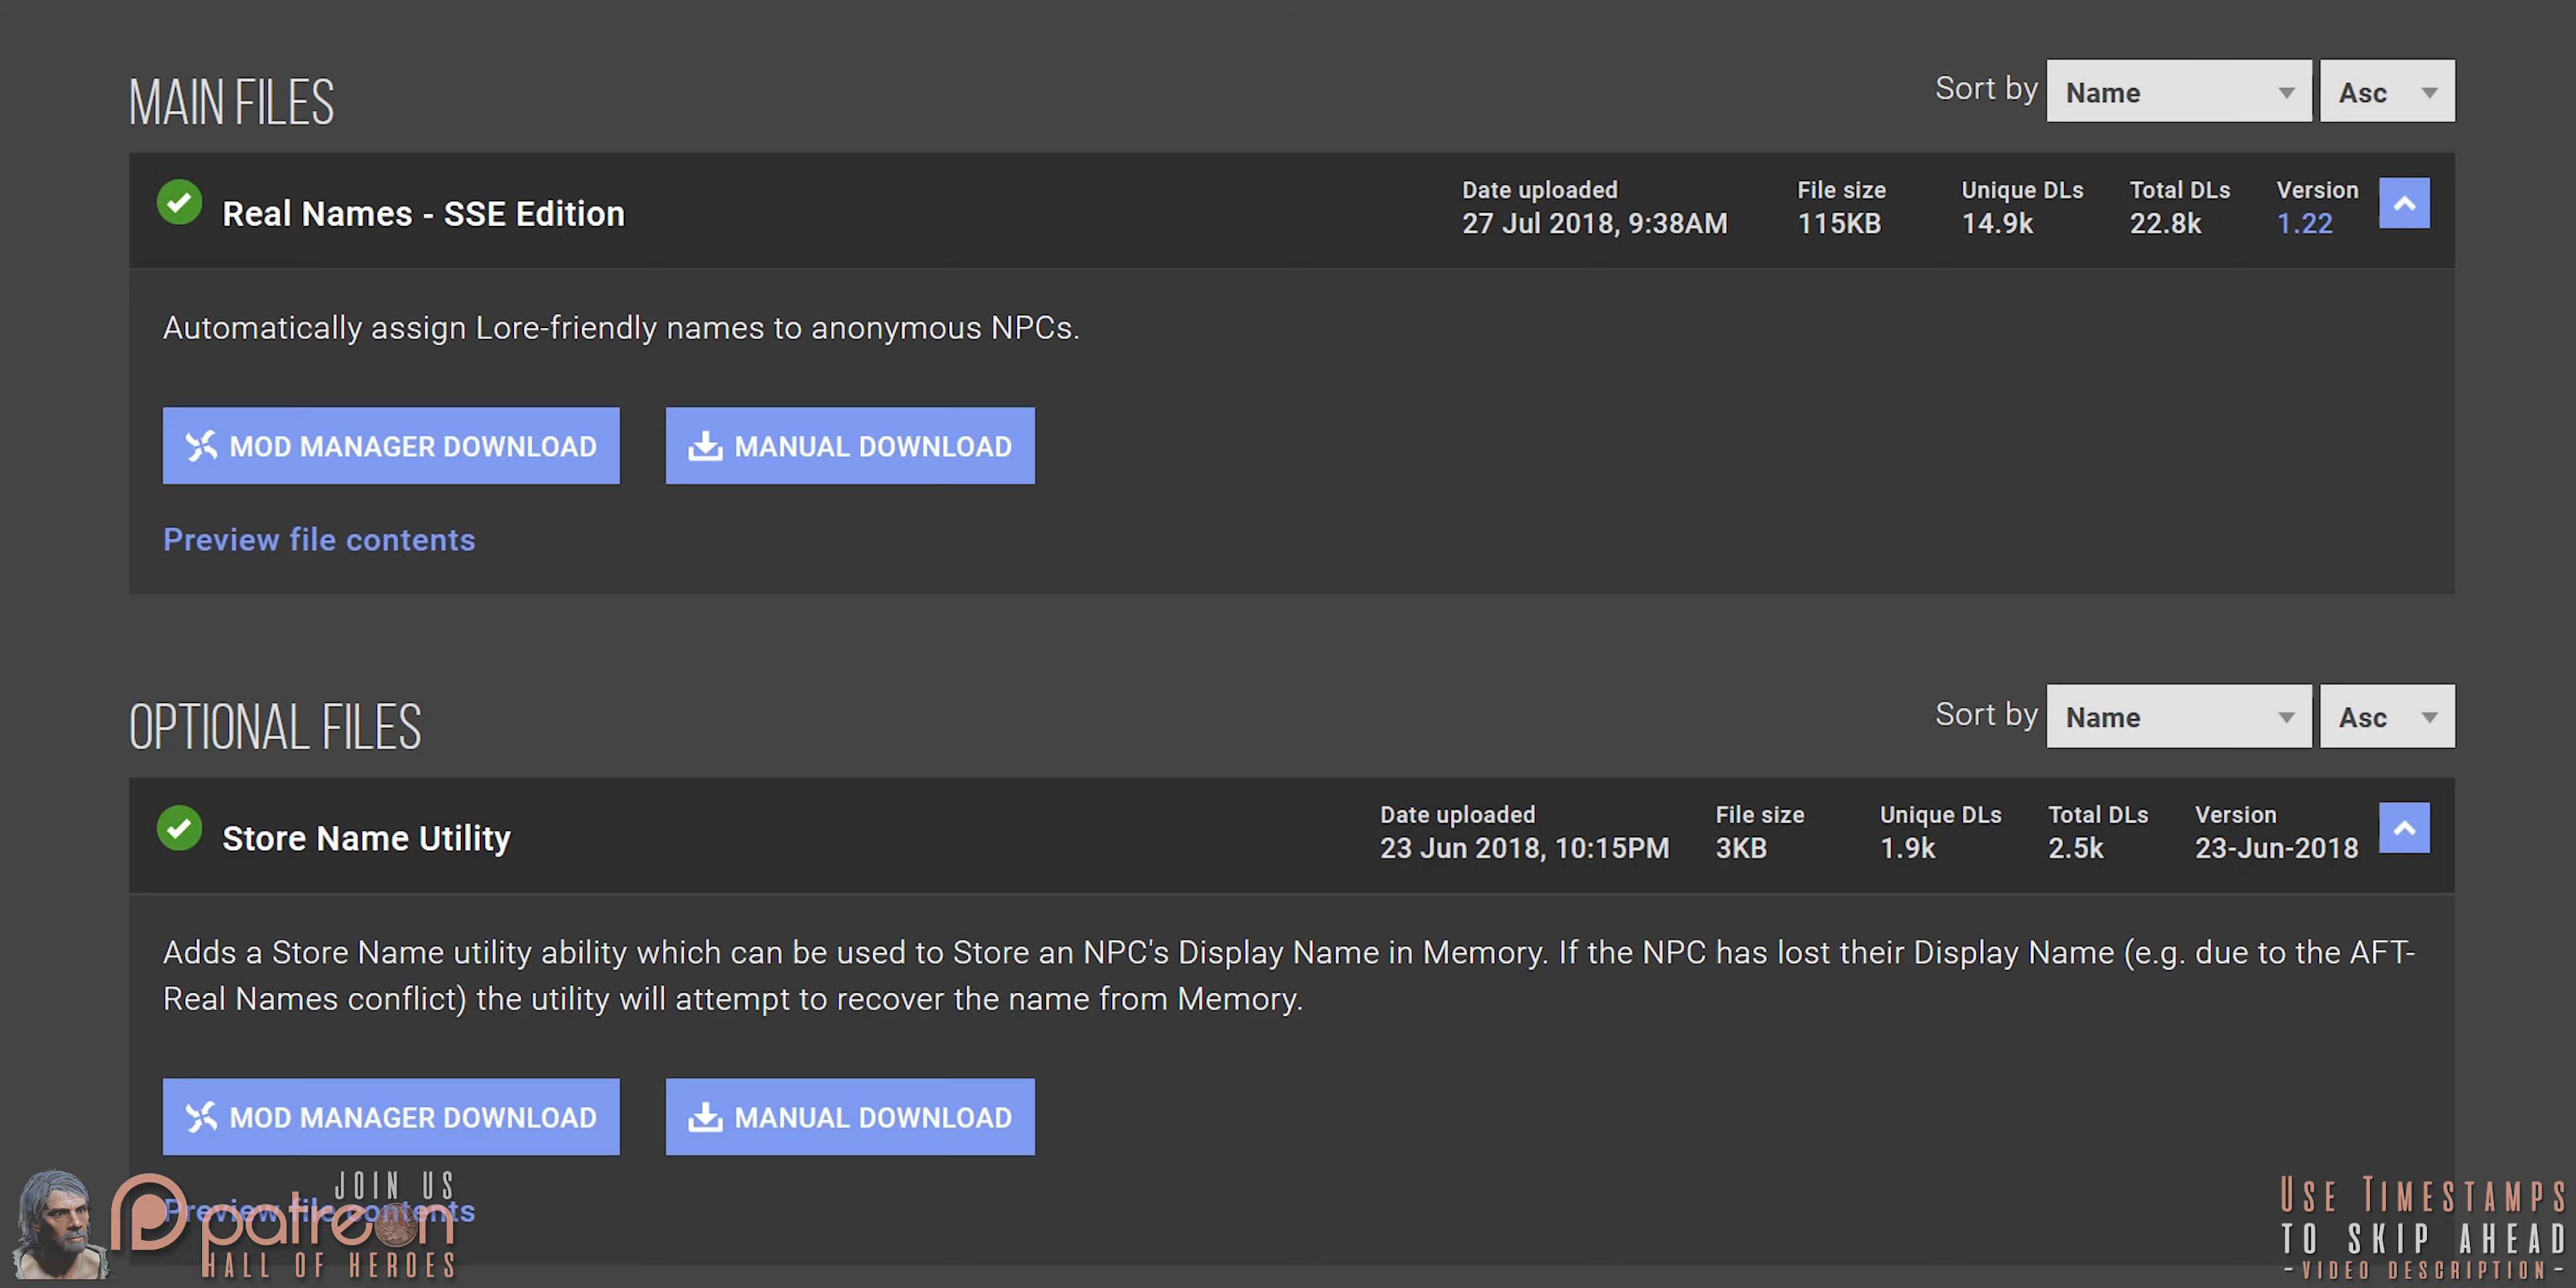 MAIN FILES
Sort by Name Asc
Real Names - SSE Edition
Date uploaded File size Unique DLs Total DLs Version
27 Jul 2018, 9:38AM 115KB 14.9k 22.8k 1.22
Automatically assign Lore-friendly names to anonymous NPCs.
MOD MANAGER DOWNLOAD MANUAL DOWNLOAD
Preview file contents
OPTIONAL FILES
Sort by Name Asc
Store Name Utility
Date uploaded File size Unique DLs Total DLs Version
23 Jun 2018, 10:15PM 3KB 1.9k 2.5k 23-Jun-2018
Adds a Store Name utility ability which can be used to Store an NPC's Display Name in Memory. If the NPC has lost their Display Name (e.g. due to the AFT-
Real Names conflict) the utility will attempt to recover the name from Memory.
MOD MANAGER DOWNLOAD MANUAL DOWNLOAD
Preview file contents
JOIN US
patreon
HALL OF HEROES
USE TIMESTAMPS
TO SKIP AHEAD
- VIDEO DESCRIPTION -